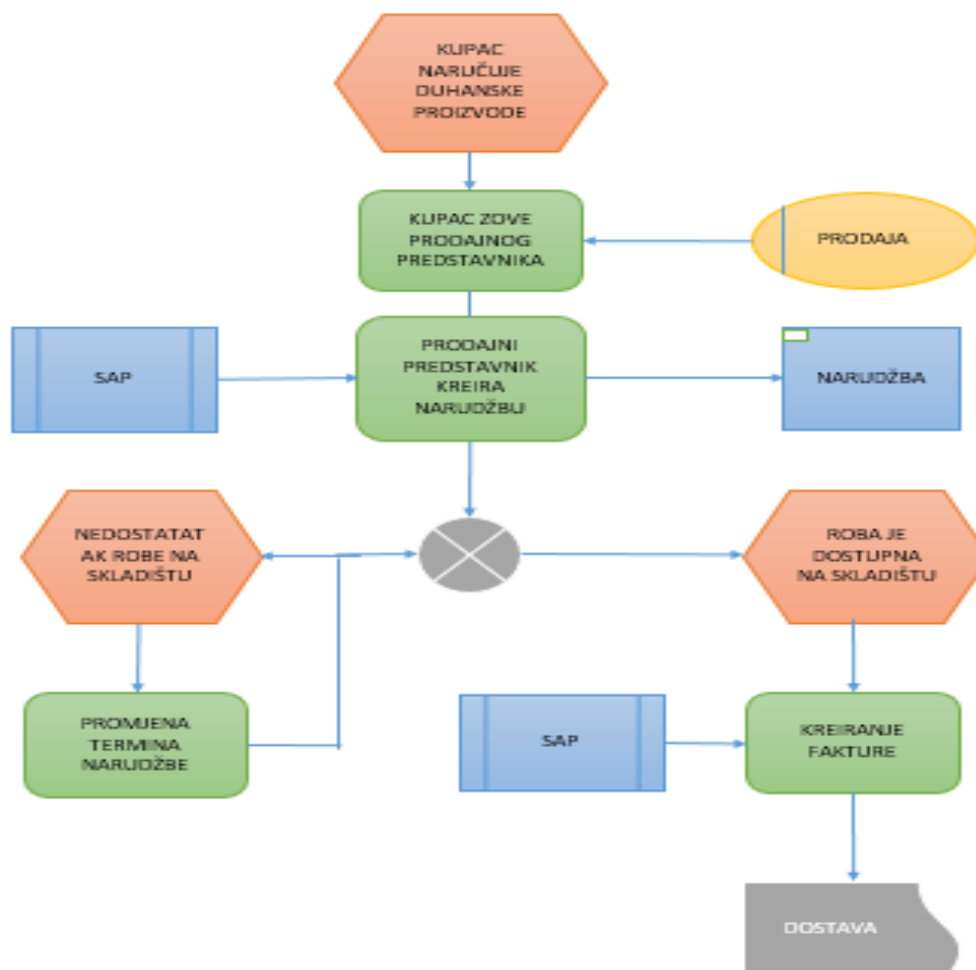 KUPAC
NARUČUJE
DUHANSKE
PROIZVODE
KUPAC ZOVE
PRODAJNOG
PREDSTAVNIKA
PRODAJA
SAP
PRODAJNI
PREDSTAVNIK
KREIRA
NARUDŽBU
NARUDŽBA
NEDOSTATAT
AK ROBE NA
SKLADIŠTU
ROBA JE
DOSTUPNA
NA SKLADIŠTU
PROMJENA
TERMINA
NARUDŽBE
SAP
KREIRANJE
FAKTURE
DOSTAVA